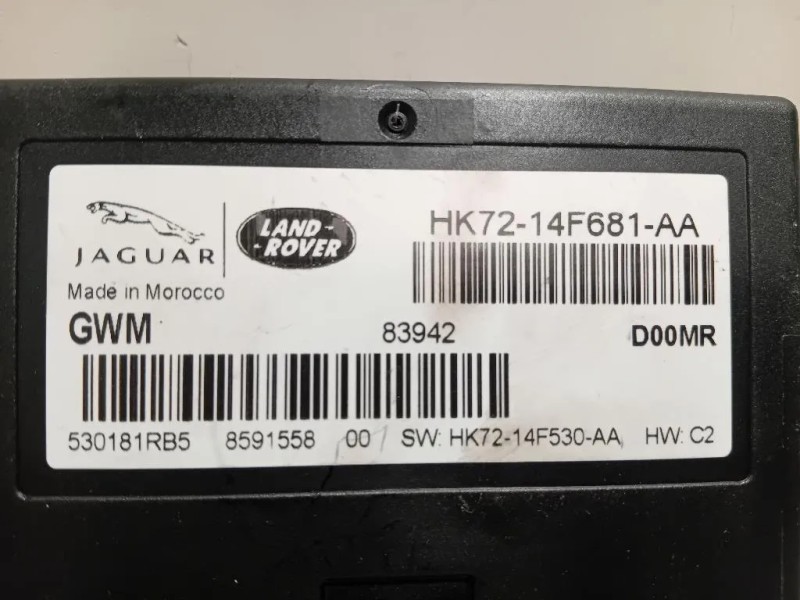 JAGUAR
LAND-
-ROVER
HK72-14F681-AA
Made in Morocco
GWM 83942 D00MR
530181RB5 8591558 00 SW: HK72-14F530-AA HW: C2